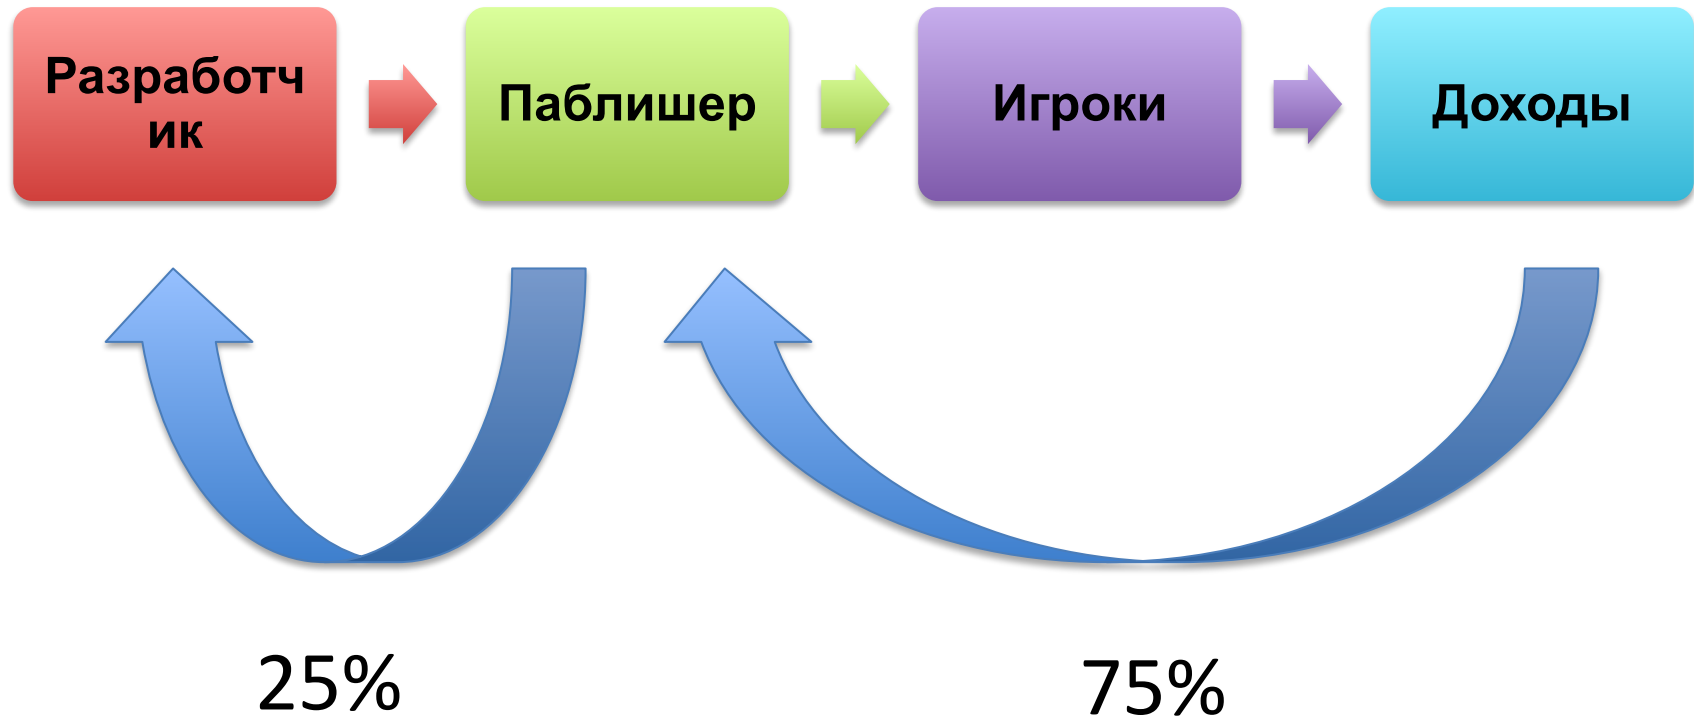 Разработч
ик
Паблишер
Игроки
Доходы
25%
75%